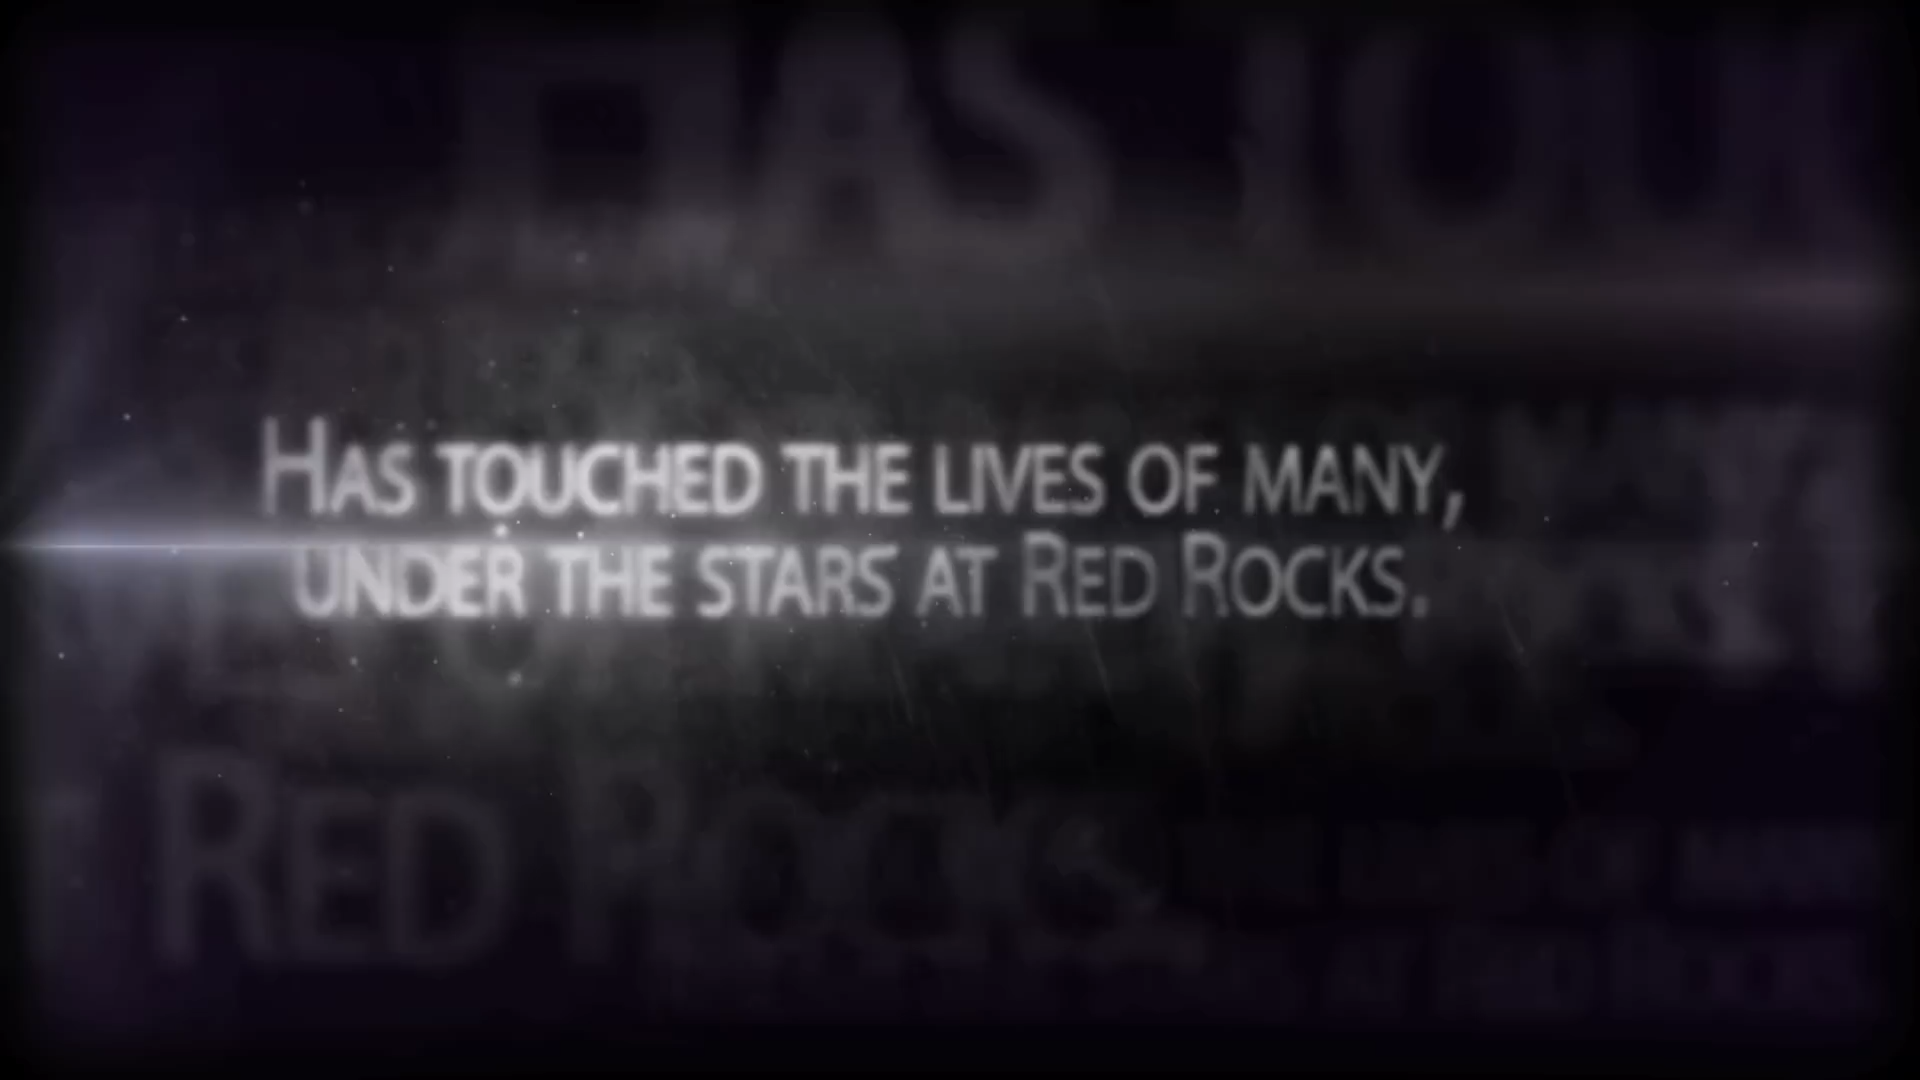 Has touched the lives of many,
under the stars at Red Rocks.